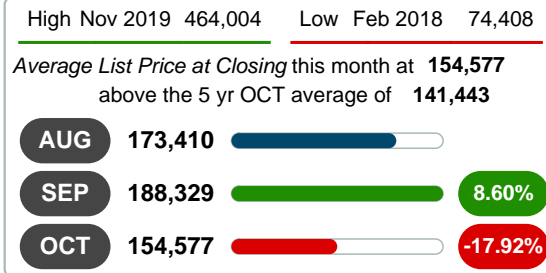 High Nov 2019 464,004 Low Feb 2018 74,408
Average List Price at Closing this month at 154,577
above the 5 yr OCT average of 141,443
AUG 173,410
SEP 188,329 8.60%
OCT 154,577 -17.92%